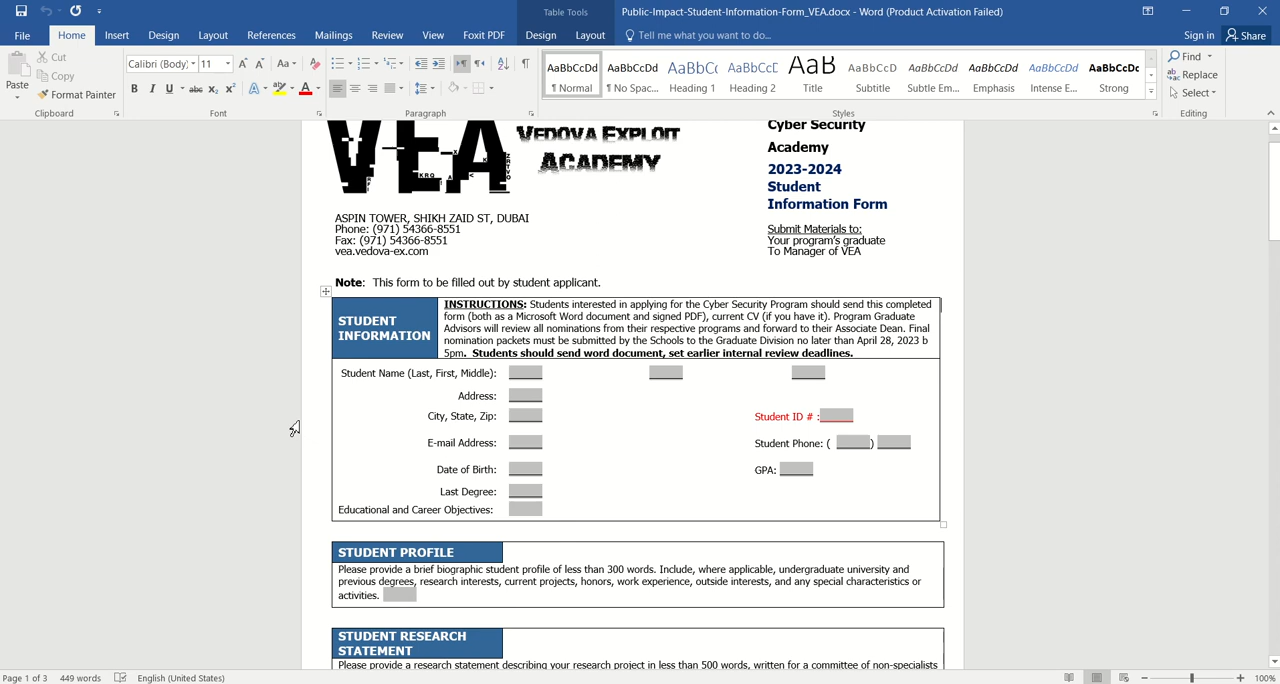 Table Tools
Public-Impact-Student-Information-Form_VEA.docx - Word (Product Activation Failed)
File Home Insert Design Layout References Mailings Review View Foxit PDF Design Layout Tell me what you want to do... Sign in Share
Paste
Cut
Copy
Format Painter
Clipboard
Calibri (Body) 11
Font
Paragraph
AaBbCcDd AaBbCcDd AaBbCc AaBbCcD AaB AaBbCcD AaBbCcDd AaBbCcDd AaBbCcDd AaBbCcDc
¶ Normal ¶ No Spac... Heading 1 Heading 2 Title Subtitle Subtle Em... Emphasis Intense E... Strong
Styles
Find
Replace
Select
Editing
VEA
VEDOVA EXPLOIT
ACADEMY
Cyber Security
Academy
2023-2024
Student
Information Form
ASPIN TOWER, SHIKH ZAID ST, DUBAI
Phone: (971) 54366-8551
Fax: (971) 54366-8551
vea.vedova-ex.com
Submit Materials to:
Your program's graduate
To Manager of VEA
Note: This form to be filled out by student applicant.
STUDENT
INFORMATION
INSTRUCTIONS: Students interested in applying for the Cyber Security Program should send this completed
form (both as a Microsoft Word document and signed PDF), current CV (if you have it). Program Graduate
Advisors will review all nominations from their respective programs and forward to their Associate Dean. Final
nomination packets must be submitted by the Schools to the Graduate Division no later than April 28, 2023 b
5pm. Students should send word document, set earlier internal review deadlines.
Student Name (Last, First, Middle):
Address:
City, State, Zip:
Student ID # :
E-mail Address:
Student Phone: ( )
Date of Birth:
GPA:
Last Degree:
Educational and Career Objectives:
STUDENT PROFILE
Please provide a brief biographic student profile of less than 300 words. Include, where applicable, undergraduate university and
previous degrees, research interests, current projects, honors, work experience, outside interests, and any special characteristics or
activities.
STUDENT RESEARCH
STATEMENT
Please provide a research statement describing your research project in less than 500 words, written for a committee of non-specialists
Page 1 of 3 449 words English (United States) 100%